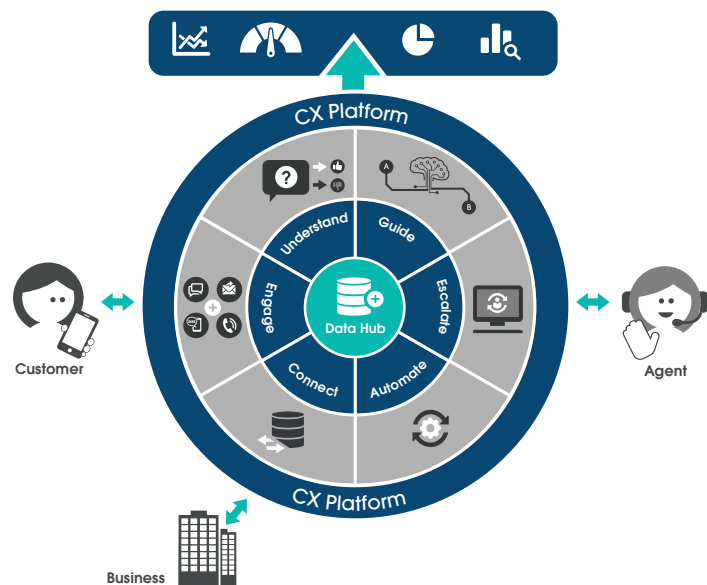 CX Platform
?
A
B
Understand
Guide
Engage
Escalate
Data Hub
Connect
Automate
Customer
Agent
CX Platform
Business